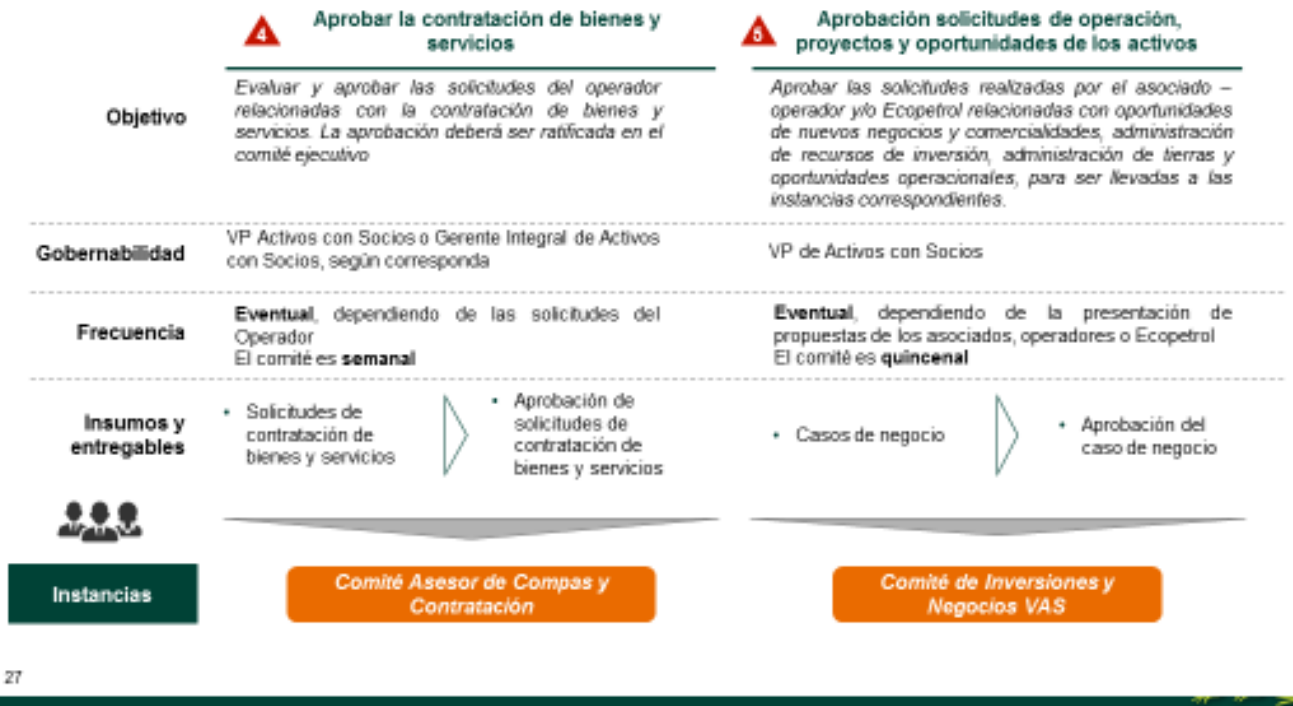 4
Aprobar la contratación de bienes y
servicios
5
Aprobación solicitudes de operación,
proyectos y oportunidades de los activos
Objetivo
Evaluar y aprobar las solicitudes del operador
relacionadas con la contratación de bienes y
servicios. La aprobación deberá ser ratificada en el
comité ejecutivo
Aprobar las solicitudes realizadas por el asociado –
operador y/o Ecopetrol relacionadas con oportunidades
de nuevos negocios y comercialidades, administración
de recursos de inversión, administración de tierras y
oportunidades operacionales, para ser llevadas a las
instancias correspondientes.
Gobernabilidad
VP Activos con Socios o Gerente Integral de Activos
con Socios, según corresponda
VP de Activos con Socios
Frecuencia
Eventual, dependiendo de las solicitudes del
Operador
El comité es semanal
Eventual, dependiendo de la presentación de
propuestas de los asociados, operadores o Ecopetrol
El comité es quincenal
Insumos y
entregables
• Solicitudes de
contratación de
bienes y servicios
• Aprobación de
solicitudes de
contratación de
bienes y servicios
• Casos de negocio
• Aprobación del
caso de negocio
Instancias
Comité Asesor de Compas y
Contratación
Comité de Inversiones y
Negocios VAS
27